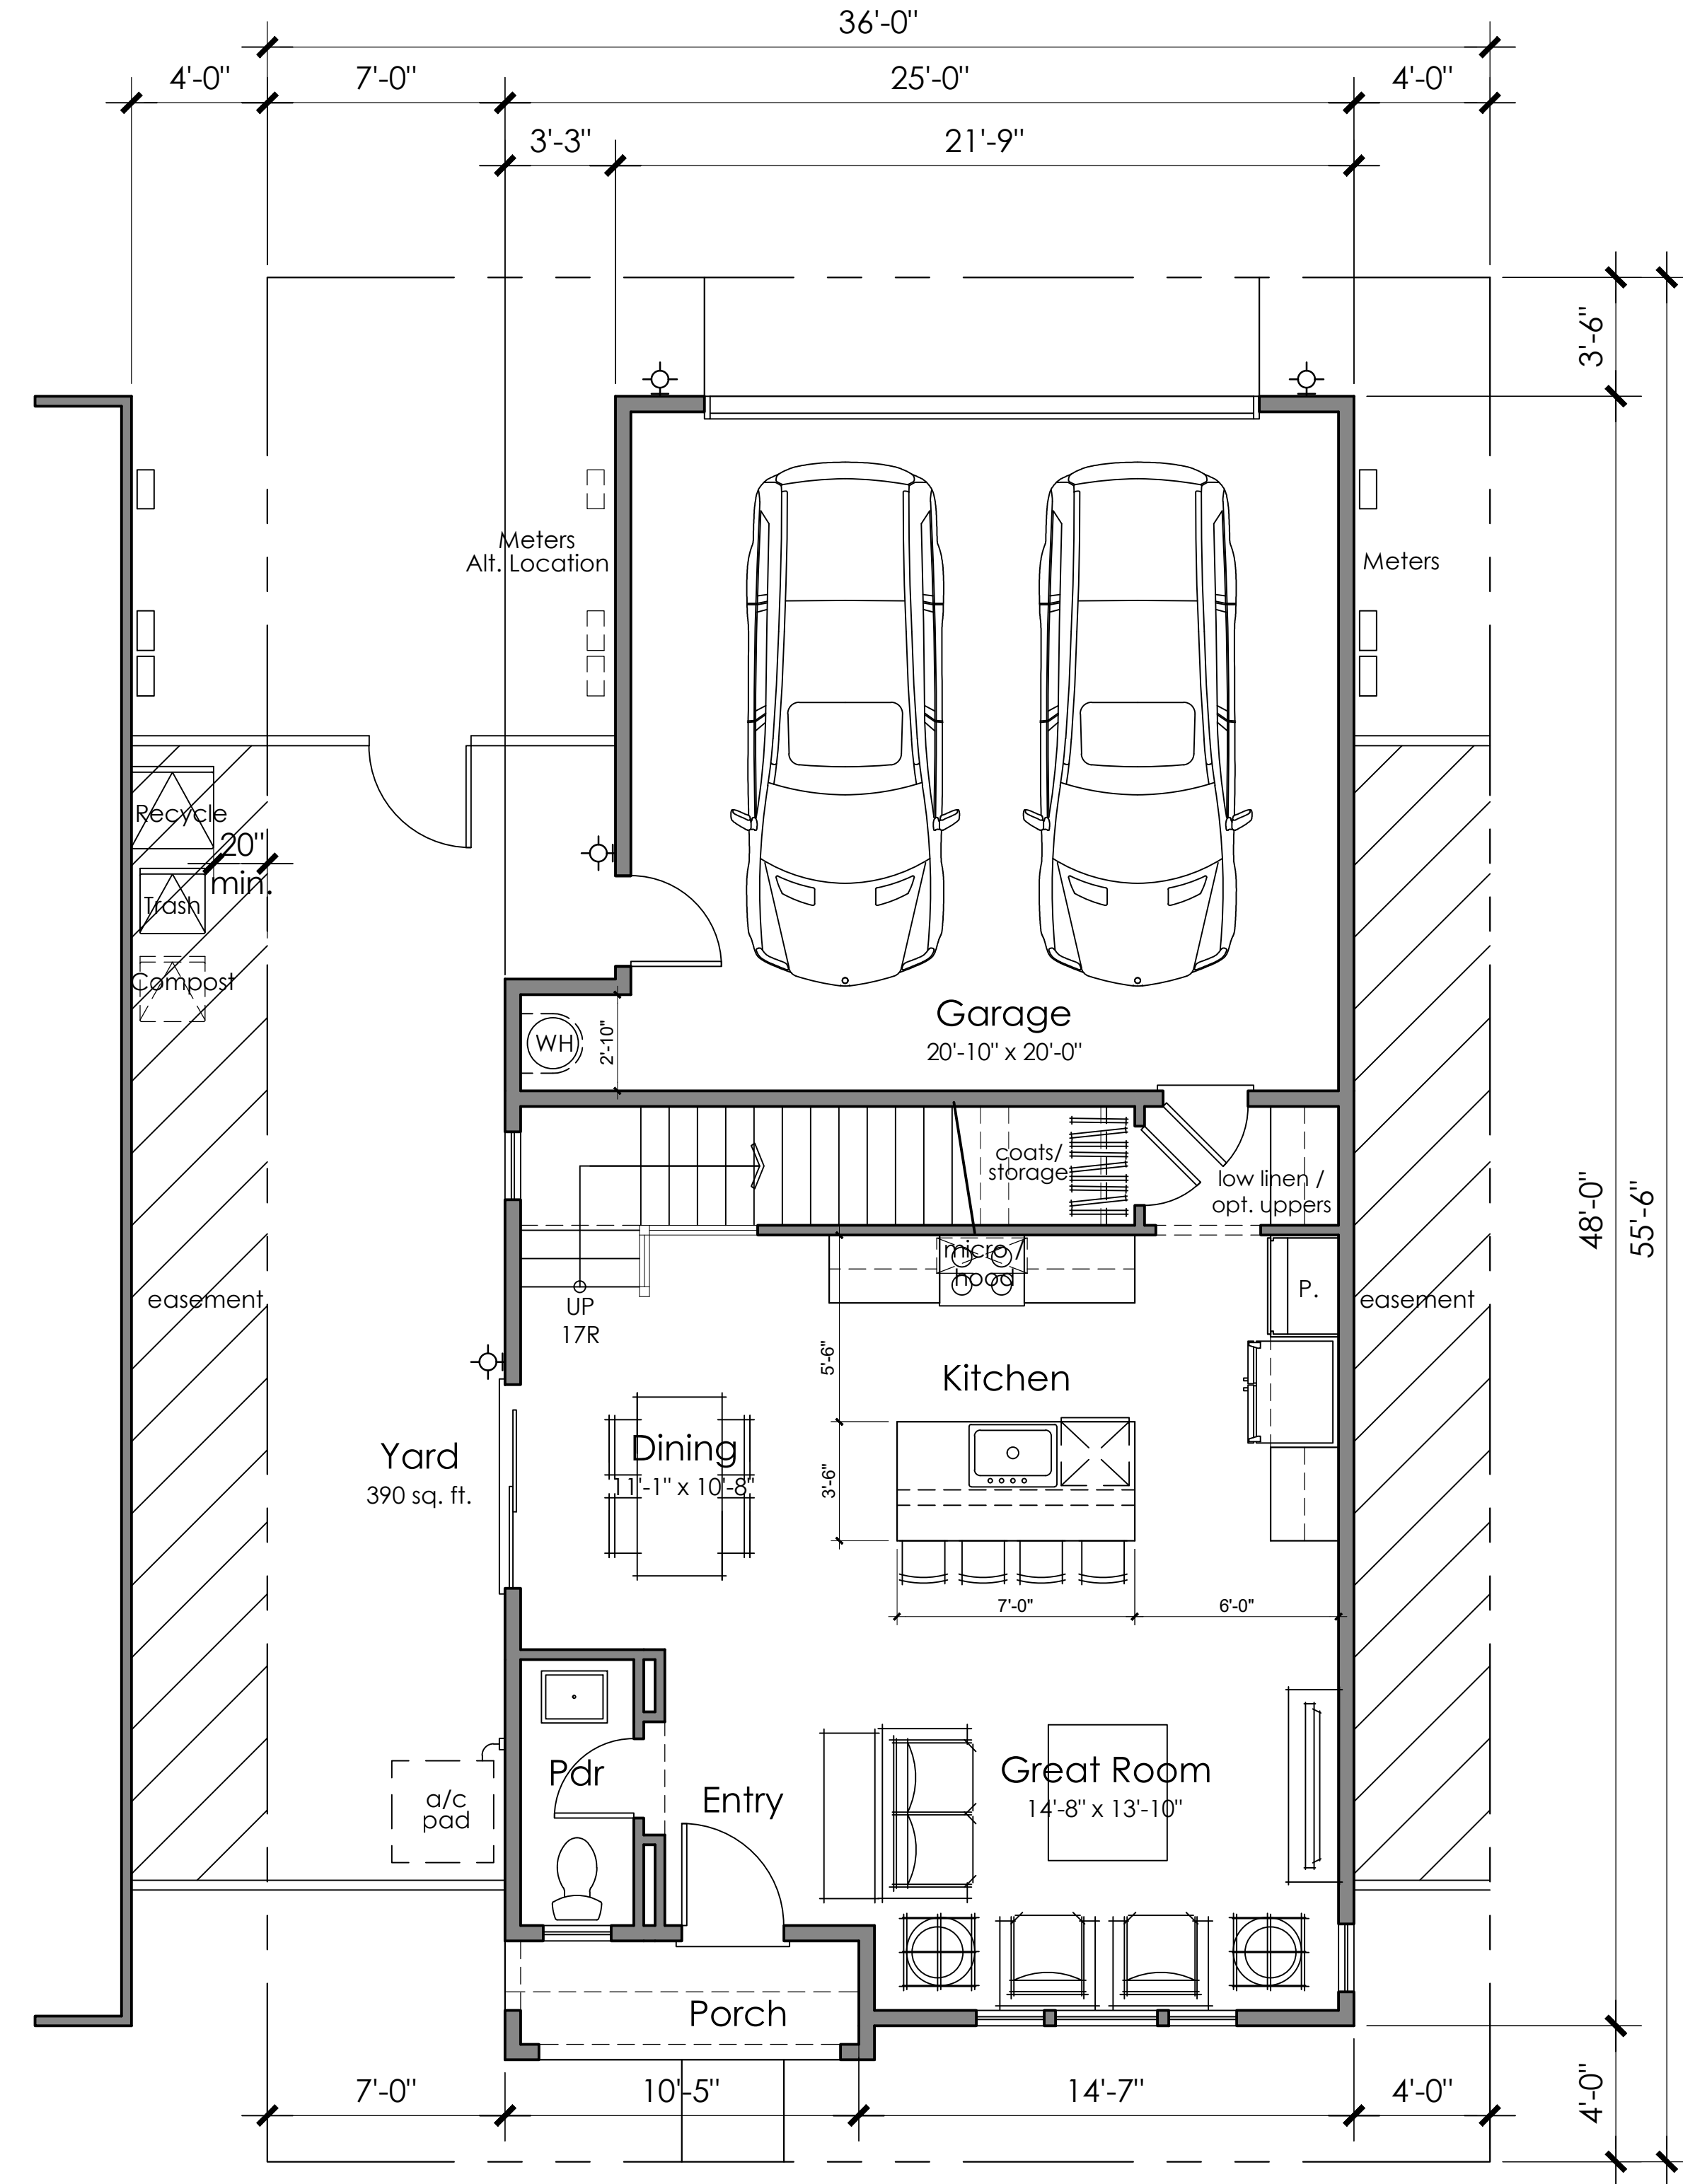 36'-0"
4'-0"
7'-0"
25'-0"
4'-0"
3'-3"
21'-9"
3'-6"
Meters
Alt. Location
Meters
Recycle
20"
min.
Trash
Compost
Garage
20'-10" x 20'-0"
WH
2'-10"
coats/
storage
low linen /
opt. uppers
48'-0"
55'-6"
micro /
hood
P.
easement
easement
UP
17R
5'-6"
Kitchen
Yard
390 sq. ft.
Dining
11'-1" x 10'-8"
3'-6"
7'-0"
6'-0"
Pdr
Entry
Great Room
14'-8" x 13'-10"
a/c
pad
Porch
7'-0"
10'-5"
14'-7"
4'-0"
4'-0"